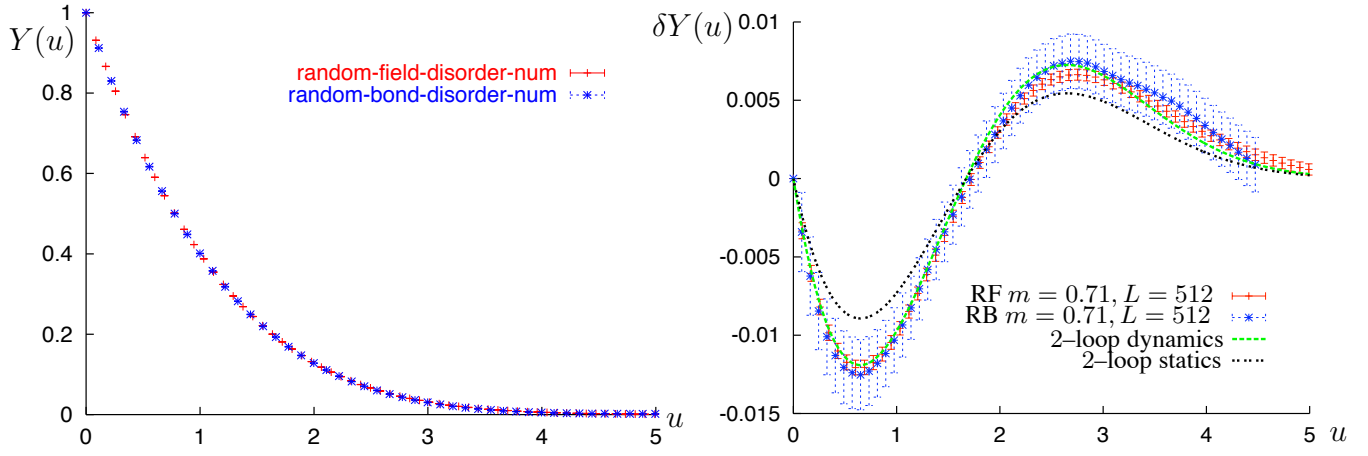 1
Y(u)
0.8
0.6
0.4
0.2
0
random-field-disorder-num
random-bond-disorder-num
0 1 2 3 4 5 u
0.01
δY(u)
0.005
0
-0.005
-0.01
-0.015
RF m = 0.71, L = 512
RB m = 0.71, L = 512
2–loop dynamics
2–loop statics
0 1 2 3 4 5 u